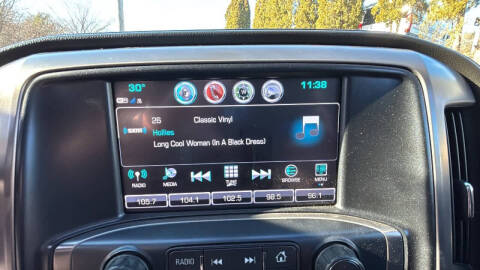 30° 11:38
26 Classic Vinyl
Hollies
Long Cool Woman (In A Black Dress)
RADIO MEDIA BROWSE MENU
105.7 104.1 102.5 98.5 96.1
RADIO